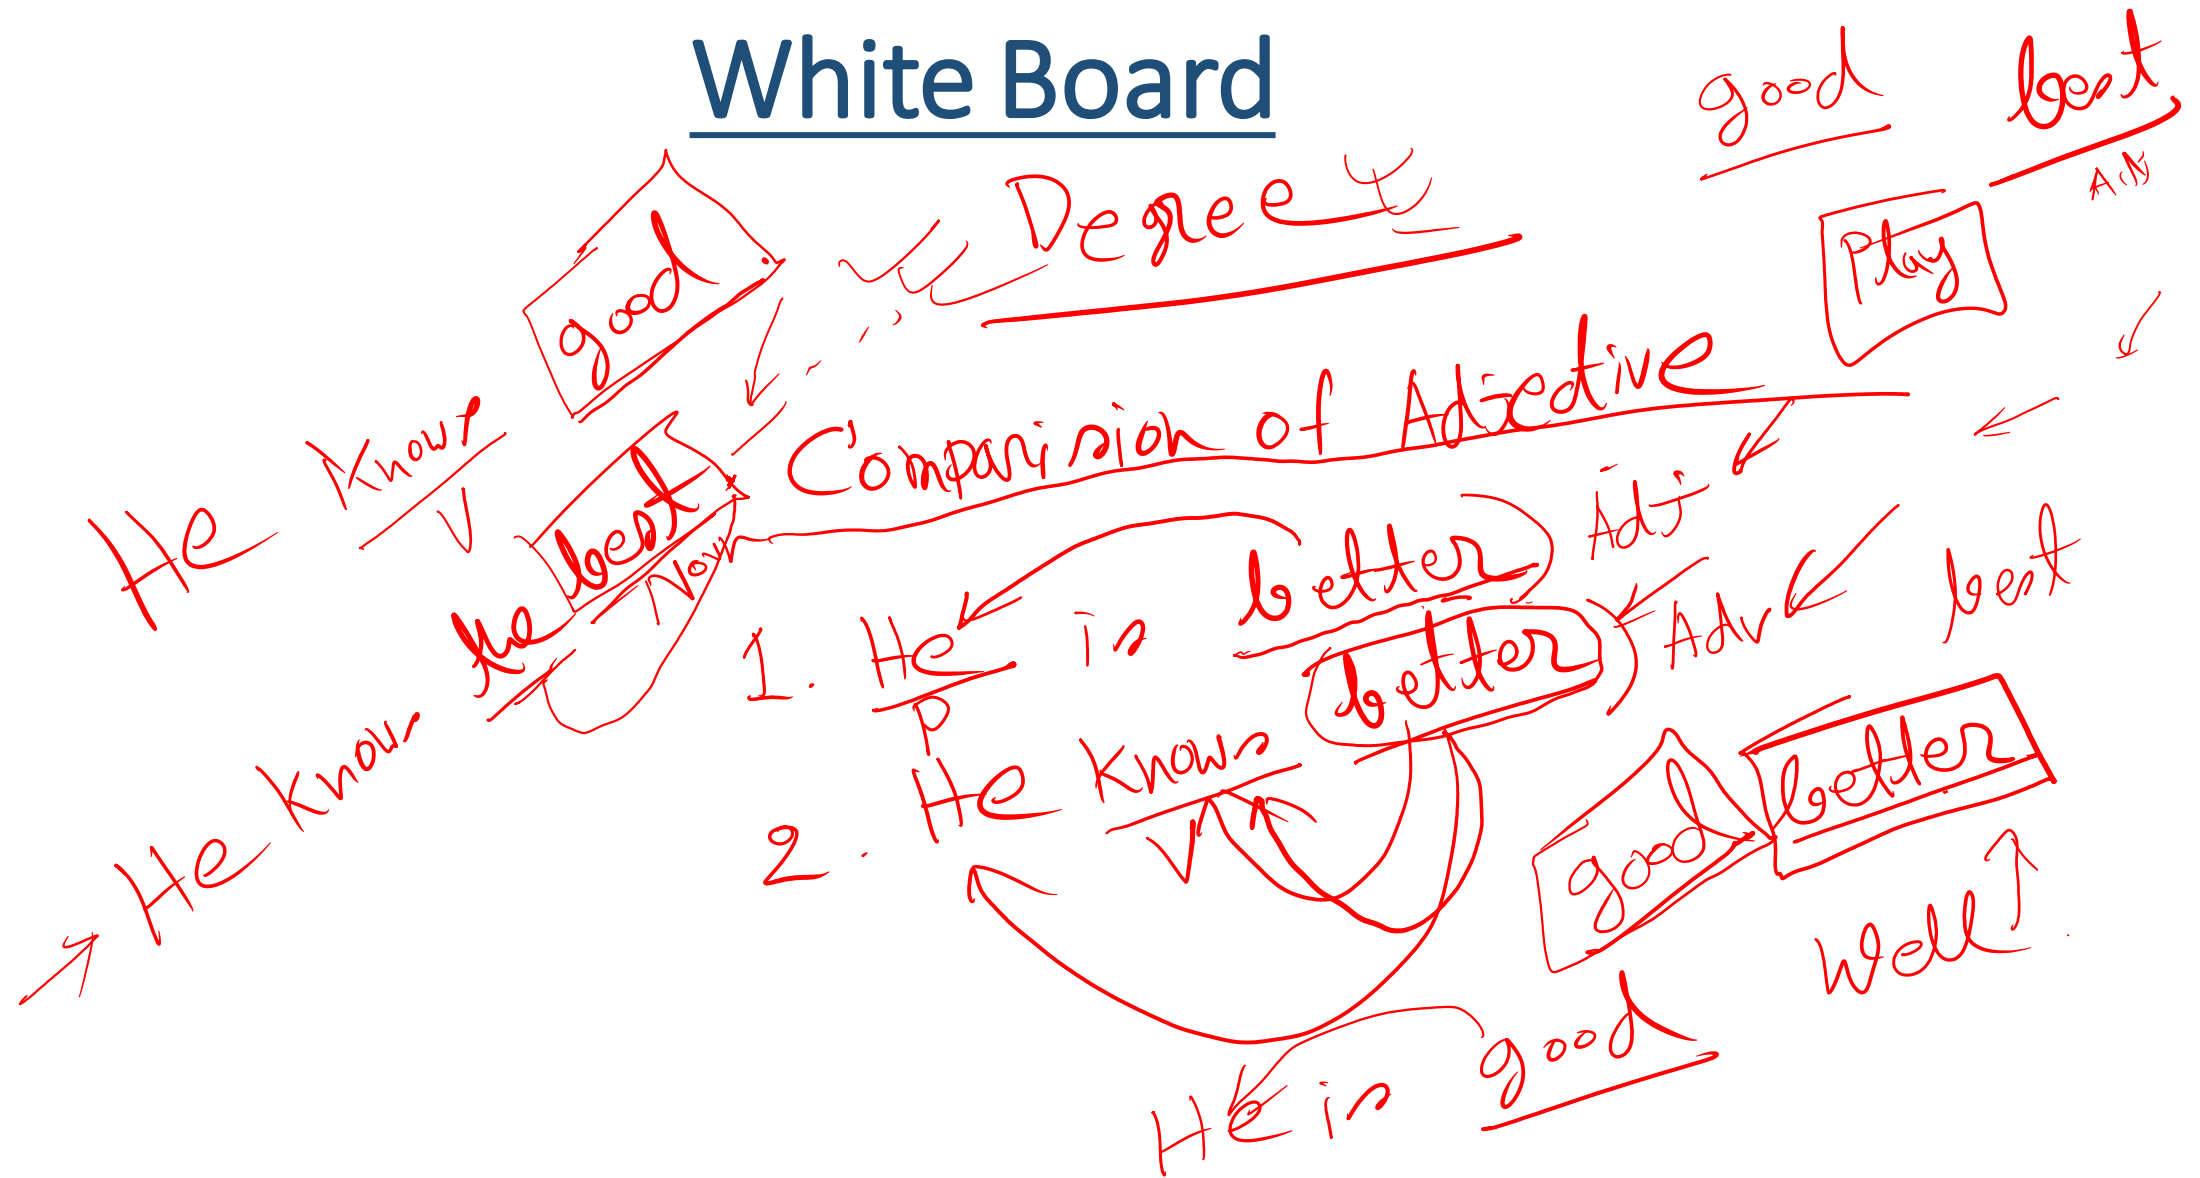 White Board
good best
A.N
Degree
Play
good
Comparision of Adjective
He Knows
V
the best
Noun
He Know
1. He is better
P
Adj
2. He Knows better
V
Adv
best
good better
Well
He is good